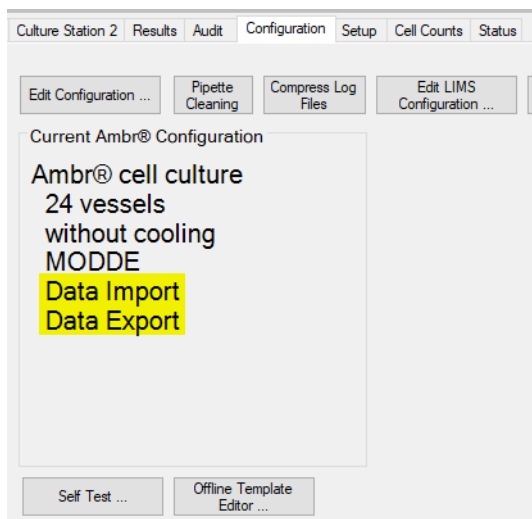 Culture Station 2 Results Audit Configuration Setup Cell Counts Status
Edit Configuration ...
Pipette
Cleaning
Compress Log
Files
Edit LIMS
Configuration ...
Current Ambr® Configuration
Ambr® cell culture
24 vessels
without cooling
MODDE
Data Import
Data Export
Self Test ...
Offline Template
Editor ...